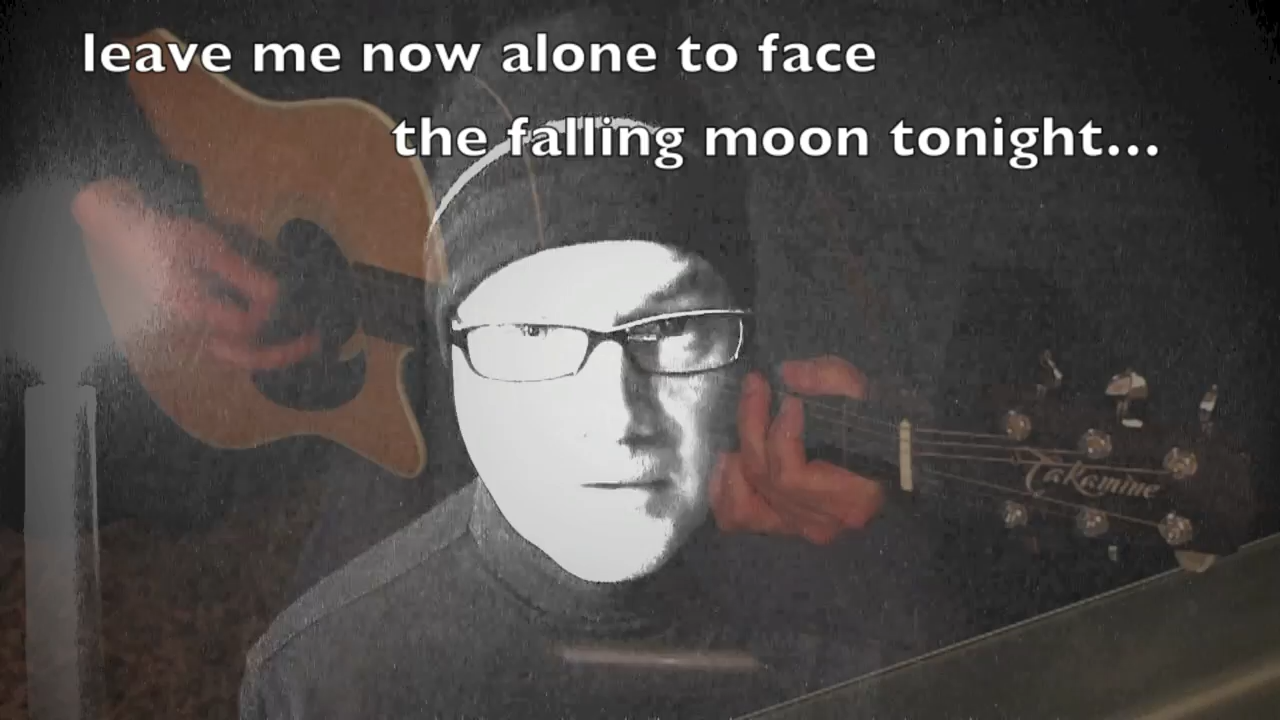 leave me now alone to face
the falling moon tonight...
Takamine